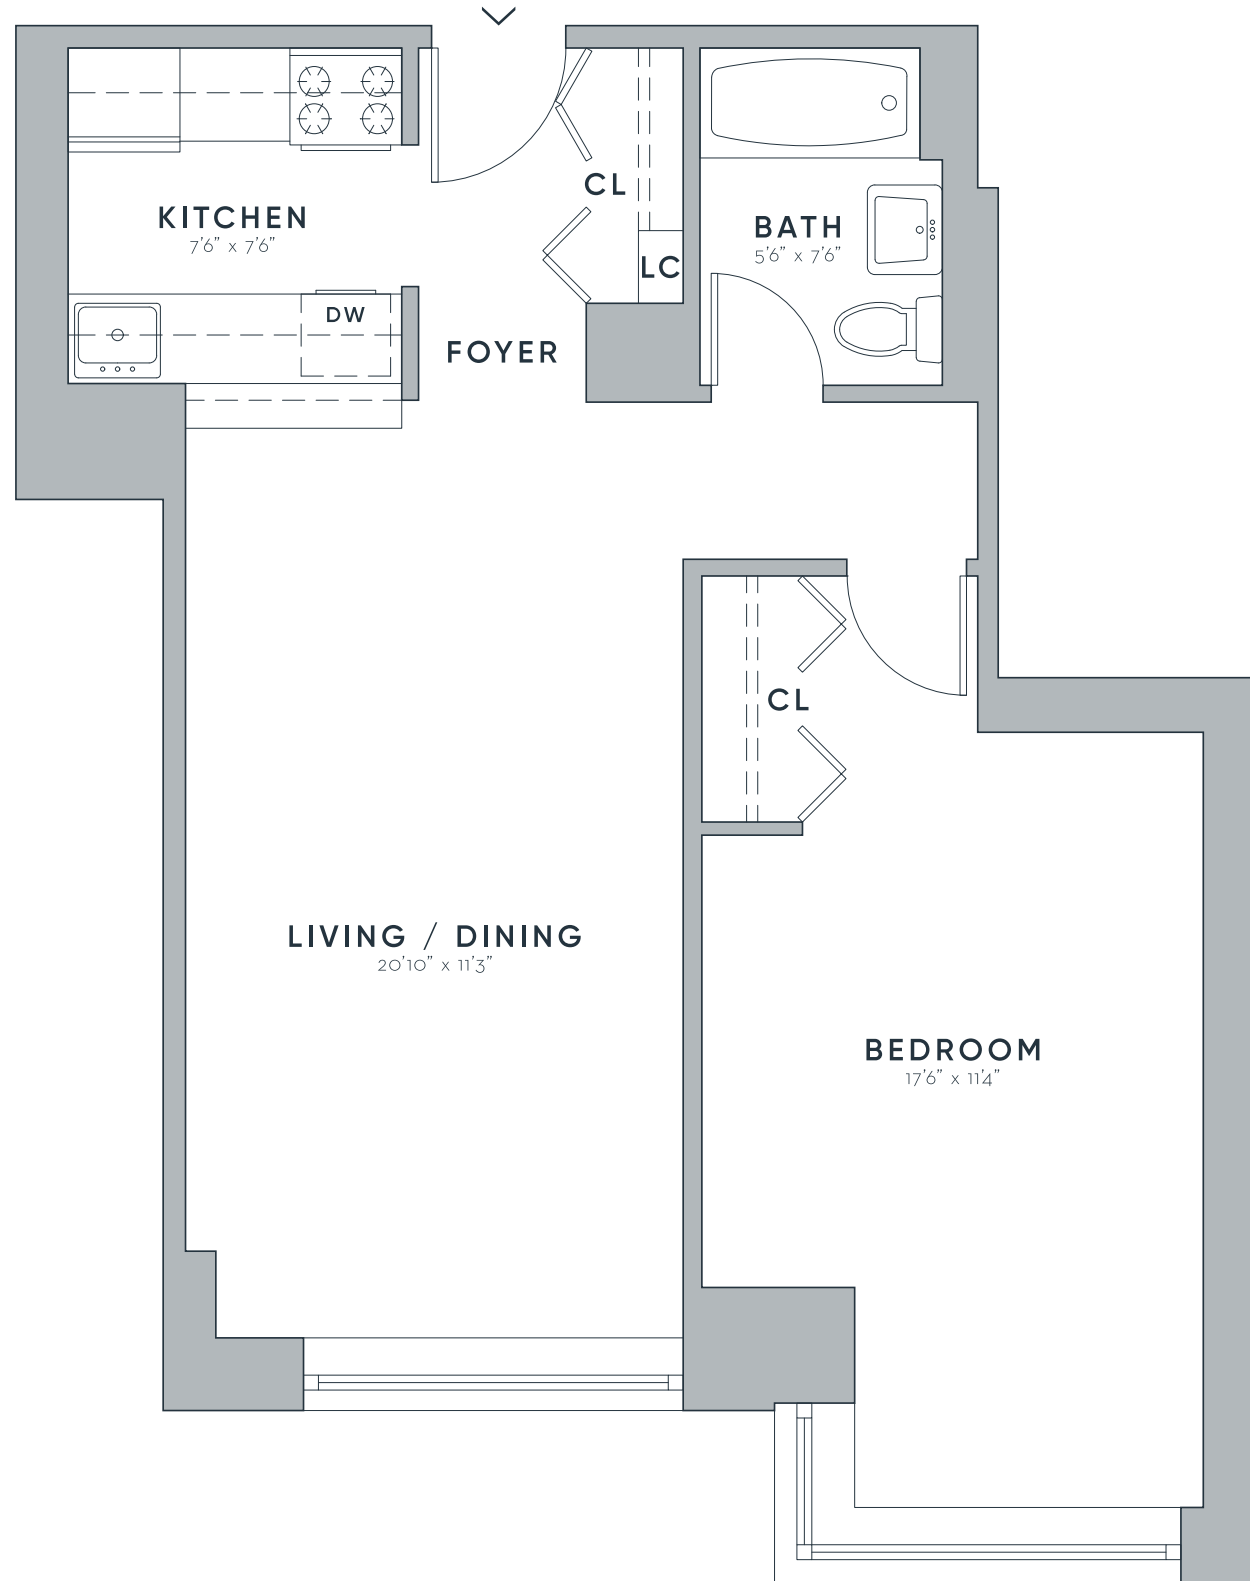 KITCHEN
7'6" x 7'6"
CL
LC
BATH
5'6" x 7'6"
DW
FOYER
CL
LIVING / DINING
20'10" x 11'3"
BEDROOM
17'6" x 11'4"